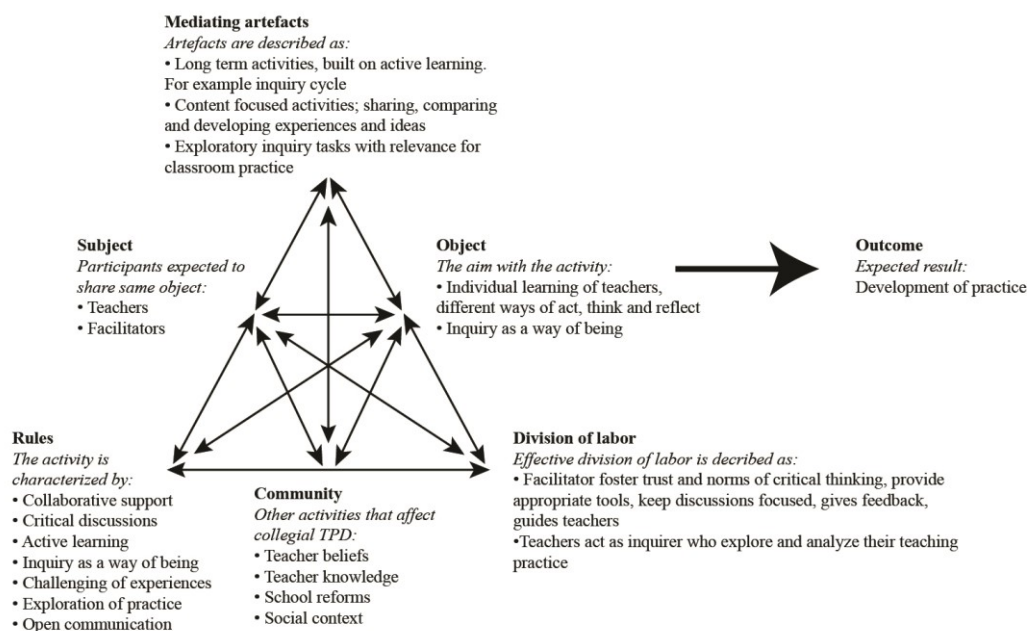 Mediating artefacts
Artefacts are described as:
• Long term activities, built on active learning.
For example inquiry cycle
• Content focused activities; sharing, comparing
and developing experiences and ideas
• Exploratory inquiry tasks with relevance for
classroom practice
Subject
Participants expected to
share same object:
• Teachers
• Facilitators
Object
The aim with the activity:
• Individual learning of teachers,
different ways of act, think and reflect
• Inquiry as a way of being
Outcome
Expected result:
Development of practice
Rules
The activity is
characterized by:
• Collaborative support
• Critical discussions
• Active learning
• Inquiry as a way of being
• Challenging of experiences
• Exploration of practice
• Open communication
Community
Other activities that affect
collegial TPD:
• Teacher beliefs
• Teacher knowledge
• School reforms
• Social context
Division of labor
Effective division of labor is decribed as:
• Facilitator foster trust and norms of critical thinking, provide
appropriate tools, keep discussions focused, gives feedback,
guides teachers
•Teachers act as inquirer who explore and analyze their teaching
practice